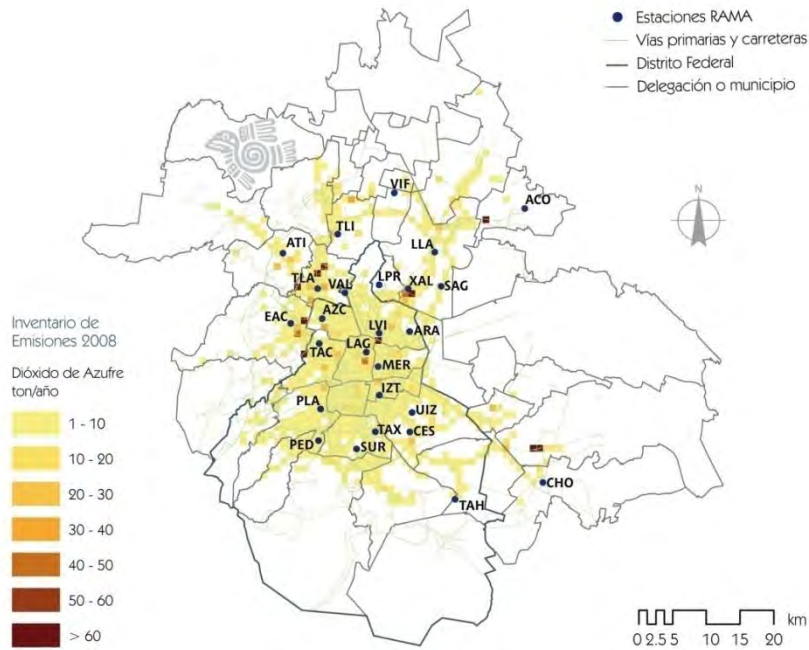 Estaciones RAMA
Vías primarias y carreteras
Distrito Federal
Delegación o municipio
N
VIF
ACO
TLI
ATI
LLA
TLA
VAL
LPR
XAL
SAG
EAC
AZC
LVI
ARA
TAC
LAG
MER
IZT
PLA
UIZ
TAX
CES
PED
SUR
CHO
TAH
Inventario de
Emisiones 2008
Dióxido de Azufre
ton/año
1 - 10
10 - 20
20 - 30
30 - 40
40 - 50
50 - 60
> 60
km
0 2.5 5 10 15 20